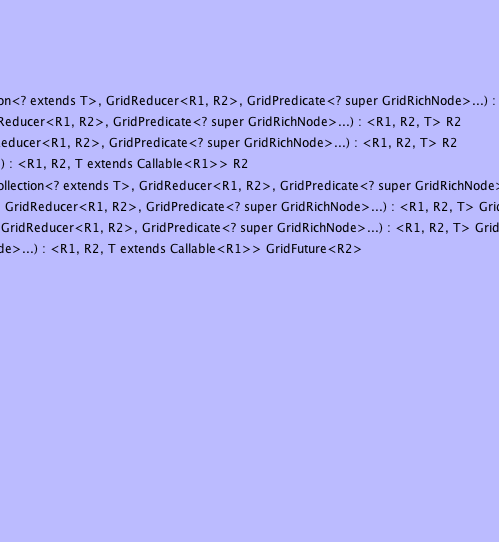 on<? extends T>, GridReducer<R1, R2>, GridPredicate<? super GridRichNode>...) :
Reducer<R1, R2>, GridPredicate<? super GridRichNode>...) : <R1, R2, T> R2
educer<R1, R2>, GridPredicate<? super GridRichNode>...) : <R1, R2, T> R2
) : <R1, R2, T extends Callable<R1>> R2
ollection<? extends T>, GridReducer<R1, R2>, GridPredicate<? super GridRichNode>
GridReducer<R1, R2>, GridPredicate<? super GridRichNode>...) : <R1, R2, T> Grid
GridReducer<R1, R2>, GridPredicate<? super GridRichNode>...) : <R1, R2, T> Grid
de>...) : <R1, R2, T extends Callable<R1>> GridFuture<R2>